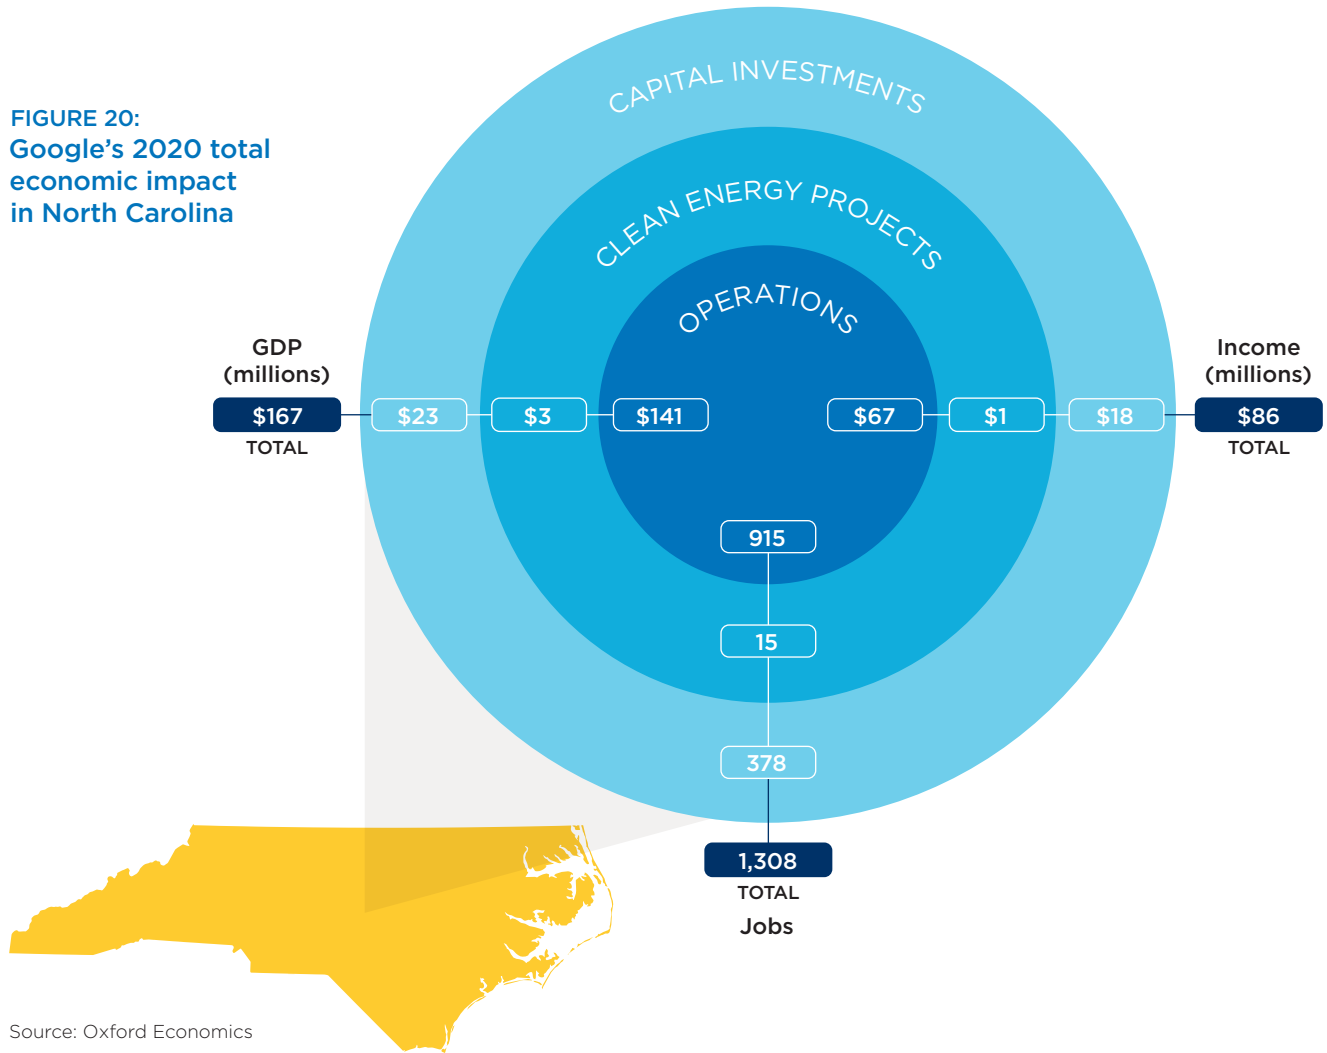 FIGURE 20:
Google’s 2020 total
economic impact
in North Carolina
CAPITAL INVESTMENTS
CLEAN ENERGY PROJECTS
OPERATIONS
GDP
(millions)
$167
TOTAL
$23
$3
$141
$67
$1
$18
Income
(millions)
$86
TOTAL
915
15
378
1,308
TOTAL
Jobs
Source: Oxford Economics